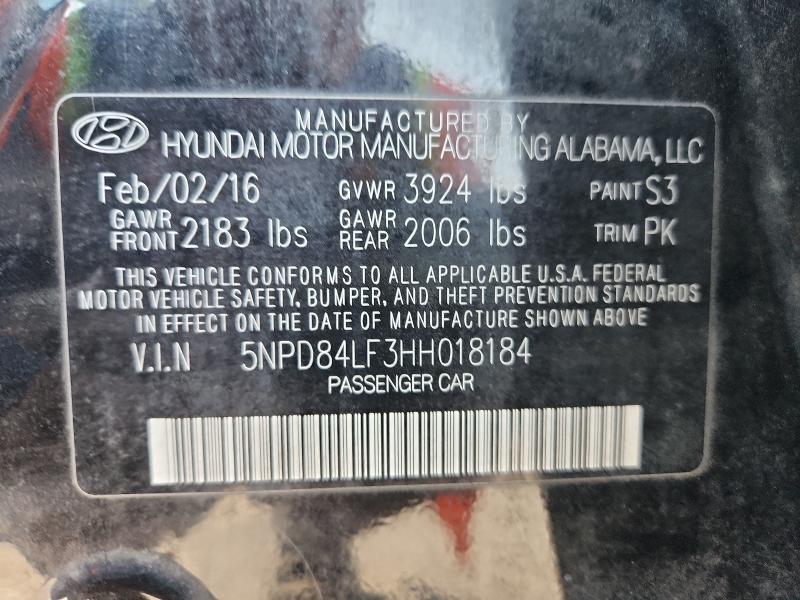 MANUFACTURED BY
HYUNDAI MOTOR MANUFACTURING ALABAMA, LLC
Feb/02/16 GVWR 3924 lbs PAINT S3
GAWR FRONT 2183 lbs GAWR REAR 2006 lbs TRIM PK
THIS VEHICLE CONFORMS TO ALL APPLICABLE U.S.A. FEDERAL
MOTOR VEHICLE SAFETY, BUMPER, AND THEFT PREVENTION STANDARDS
IN EFFECT ON THE DATE OF MANUFACTURE SHOWN ABOVE
V.I.N 5NPD84LF3HH018184
PASSENGER CAR